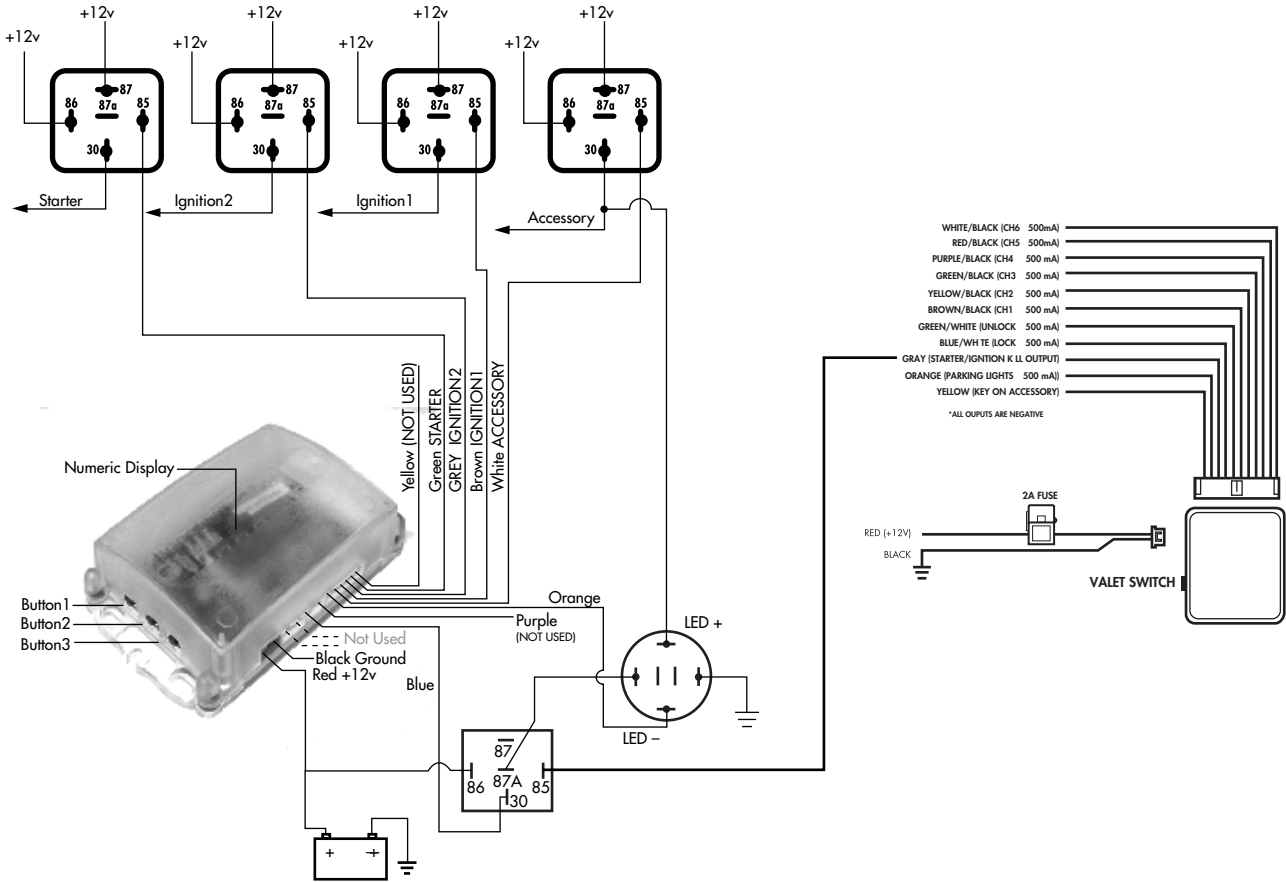 +12v +12v +12v +12v
+12v +12v +12v +12v
87 87 87 87
86 87a 85 86 87a 85 86 87a 85 86 87a 85
30 30 30 30
Starter
Ignition2
Ignition1
Accessory
Yellow (NOT USED)
Green STARTER
GREY IGNITION2
Brown IGNITION1
White ACCESSORY
Numeric Display
Button1
Button2
Button3
Orange
Purple
(NOT USED)
Not Used
Black Ground
Red +12v
Blue
LED +
LED –
87
86 87A 85
30
+ -+
WHITE/BLACK (CH6 500mA)
RED/BLACK (CH5 500mA)
PURPLE/BLACK (CH4 500 mA)
GREEN/BLACK (CH3 500 mA)
YELLOW/BLACK (CH2 500 mA)
BROWN/BLACK (CH1 500 mA)
GREEN/WHITE (UNLOCK 500 mA)
BLUE/WH TE (LOCK 500 mA)
GRAY (STARTER/IGNTION K LL OUTPUT)
ORANGE (PARKING LIGHTS 500 mA))
YELLOW (KEY ON ACCESSORY)
*ALL OUPUTS ARE NEGATIVE
2A FUSE
RED (+12V)
BLACK
VALET SWITCH